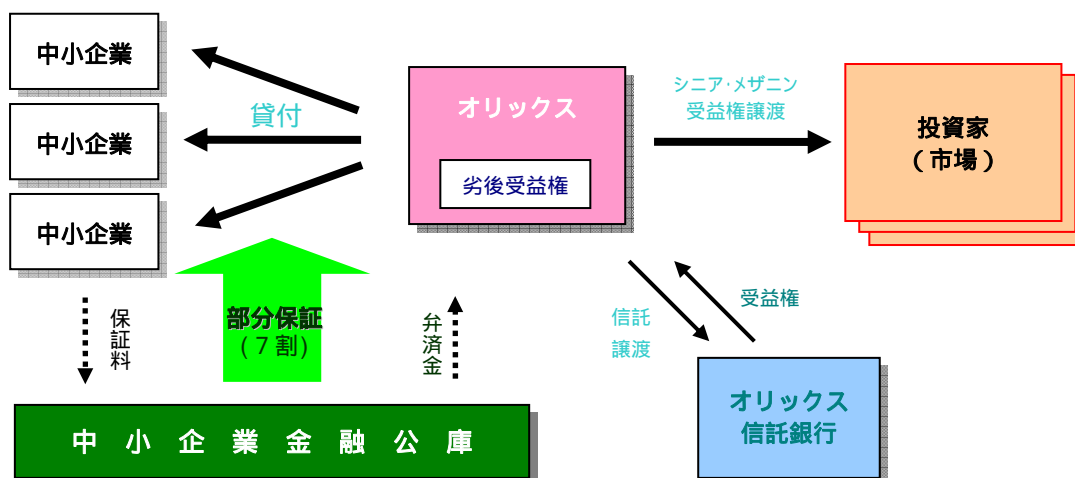 中小企業
中小企業
中小企業
貸付
オリックス
劣後受益権
シニア・メザニン
受益権譲渡
投資家
（市場）
保証料
部分保証
(７割)
弁済金
信託
譲渡
受益権
オリックス
信託銀行
中小企業金融公庫